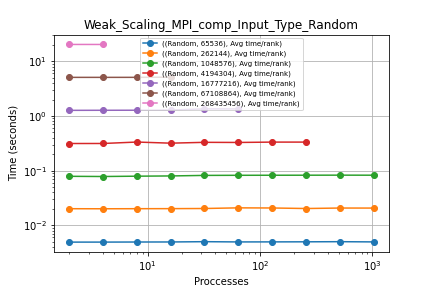 Weak_Scaling_MPI_comp_Input_Type_Random
((Random, 65536), Avg time/rank)
((Random, 262144), Avg time/rank)
((Random, 1048576), Avg time/rank)
((Random, 4194304), Avg time/rank)
((Random, 16777216), Avg time/rank)
((Random, 67108864), Avg time/rank)
((Random, 268435456), Avg time/rank)
Time (seconds)
10¹
10⁰
10⁻¹
10⁻²
10¹
10²
10³
Proccesses